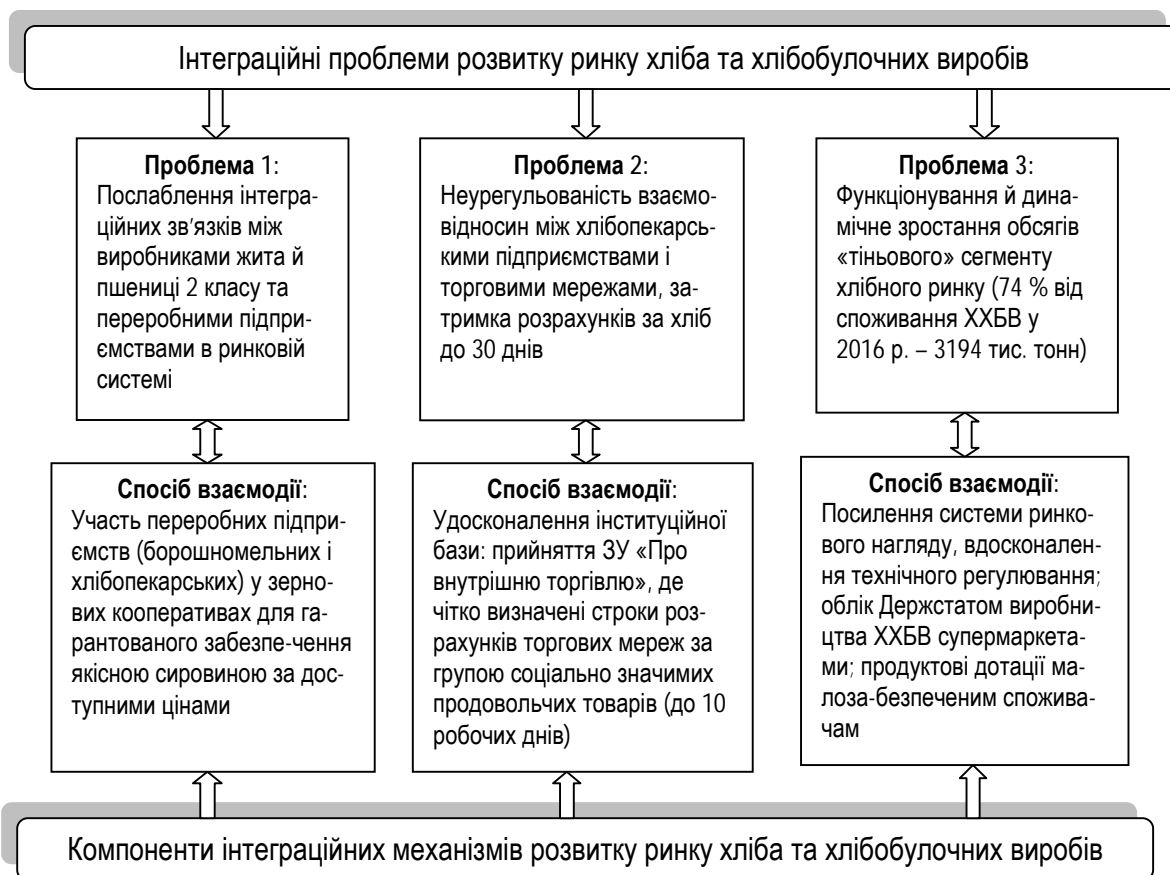 Інтеграційні проблеми розвитку ринку хліба та хлібобулочних виробів
Проблема 1:
Послаблення інтегра-
ційних зв’язків між
виробниками жита й
пшениці 2 класу та
переробними підпри-
ємствами в ринковій
системі
Проблема 2:
Неурегульованість взаємо-
відносин між хлібопекарсь-
кими підприємствами і
торговими мережами, за-
тримка розрахунків за хліб
до 30 днів
Проблема 3:
Функціонування й дина-
мічне зростання обсягів
«тіньового» сегменту
хлібного ринку (74 % від
споживання ХХБВ у
2016 р. – 3194 тис. тонн)
Спосіб взаємодії:
Участь переробних підпри-
ємств (борошномельних і
хлібопекарських) у зерно-
вих кооперативах для га-
рантованого забезпе-чення
якісною сировиною за дос-
тупними цінами
Спосіб взаємодії:
Удосконалення інституційної
бази: прийняття ЗУ «Про
внутрішню торгівлю», де
чітко визначені строки роз-
рахунків торгових мереж за
групою соціально значимих
продовольчих товарів (до 10
робочих днів)
Спосіб взаємодії:
Посилення системи ринко-
вого нагляду, вдосконален-
ня технічного регулювання;
облік Держстатом виробни-
цтва ХХБВ супермаркета-
ми; продуктові дотації ма-
лоза-безпеченим спожива-
чам
Компоненти інтеграційних механізмів розвитку ринку хліба та хлібобулочних виробів